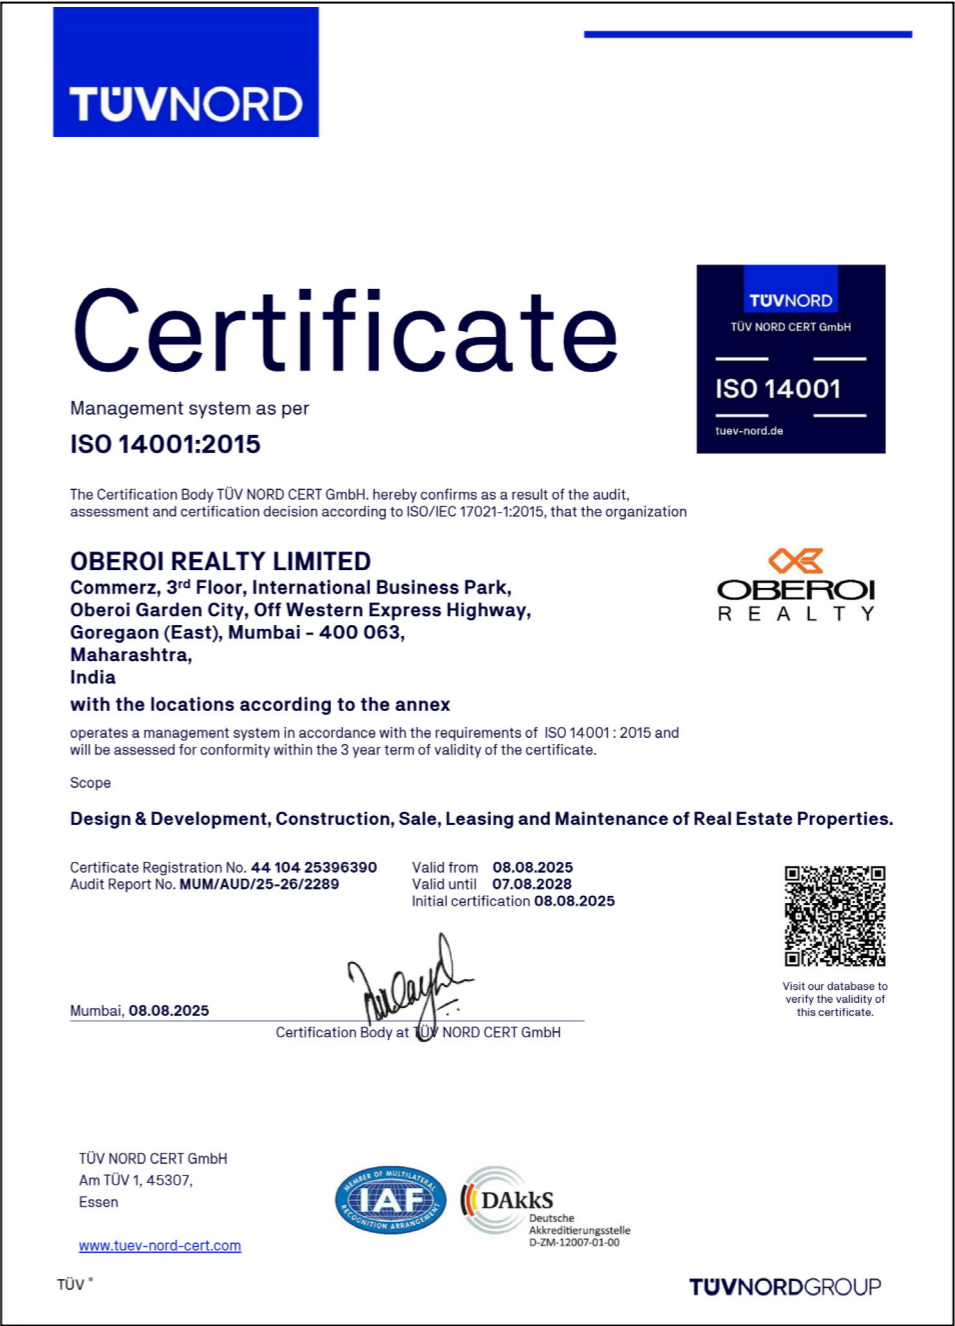 TÜVNORD
Certificate
TÜVNORD
TÜV NORD CERT GmbH
ISO 14001
tuev-nord.de
Management system as per
ISO 14001:2015
The Certification Body TÜV NORD CERT GmbH. hereby confirms as a result of the audit,
assessment and certification decision according to ISO/IEC 17021-1:2015, that the organization
OBEROI REALTY LIMITED
Commerz, 3rd Floor, International Business Park,
Oberoi Garden City, Off Western Express Highway,
Goregaon (East), Mumbai – 400 063,
Maharashtra,
India
OBEROI
REALTY
with the locations according to the annex
operates a management system in accordance with the requirements of ISO 14001 : 2015 and
will be assessed for conformity within the 3 year term of validity of the certificate.
Scope
Design & Development, Construction, Sale, Leasing and Maintenance of Real Estate Properties.
Certificate Registration No. 44 104 25396390
Audit Report No. MUM/AUD/25-26/2289
Valid from 08.08.2025
Valid until 07.08.2028
Initial certification 08.08.2025
Visit our database to
verify the validity of
this certificate.
Mumbai, 08.08.2025
Certification Body at TÜV NORD CERT GmbH
TÜV NORD CERT GmbH
Am TÜV 1, 45307,
Essen
www.tuev-nord-cert.com
MEMBER OF MULTILATERAL
IAF
RECOGNITION ARRANGEMENT
DAkkS
Deutsche
Akkreditierungsstelle
D-ZM-12007-01-00
TÜV ®
TÜVNORDGROUP